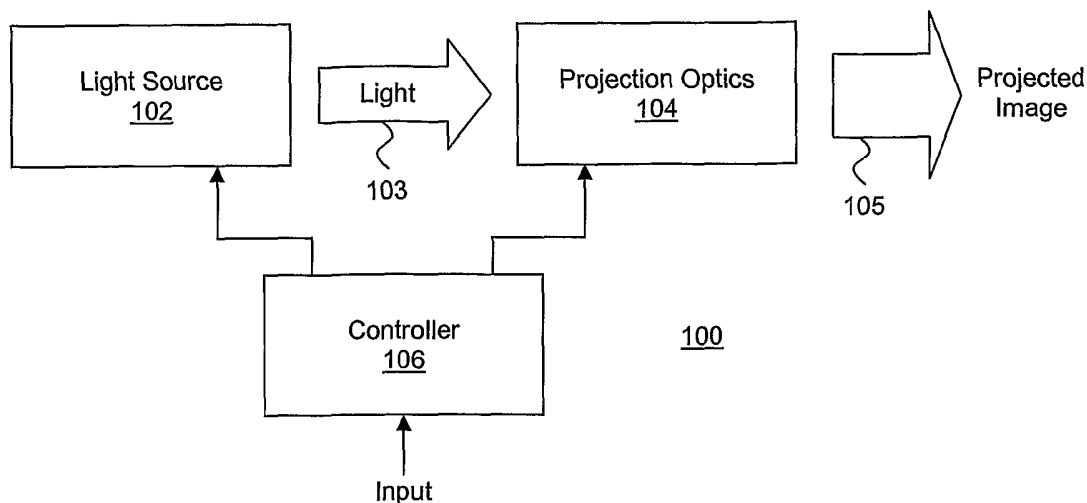 Light Source
102
Light
103
Projection Optics
104
105
Projected
Image
Controller
106
100
Input